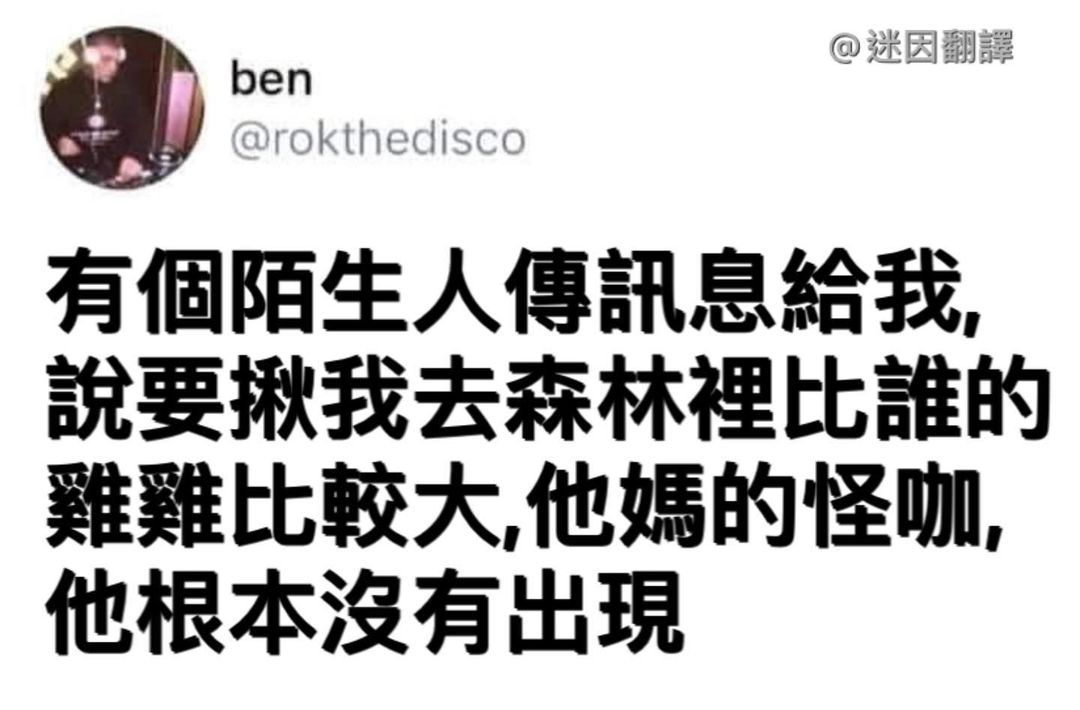 @迷因翻譯
ben
@rokthedisco
有個陌生人傳訊息給我,
說要揪我去森林裡比誰的
雞雞比較大,他媽的怪咖,
他根本沒有出現